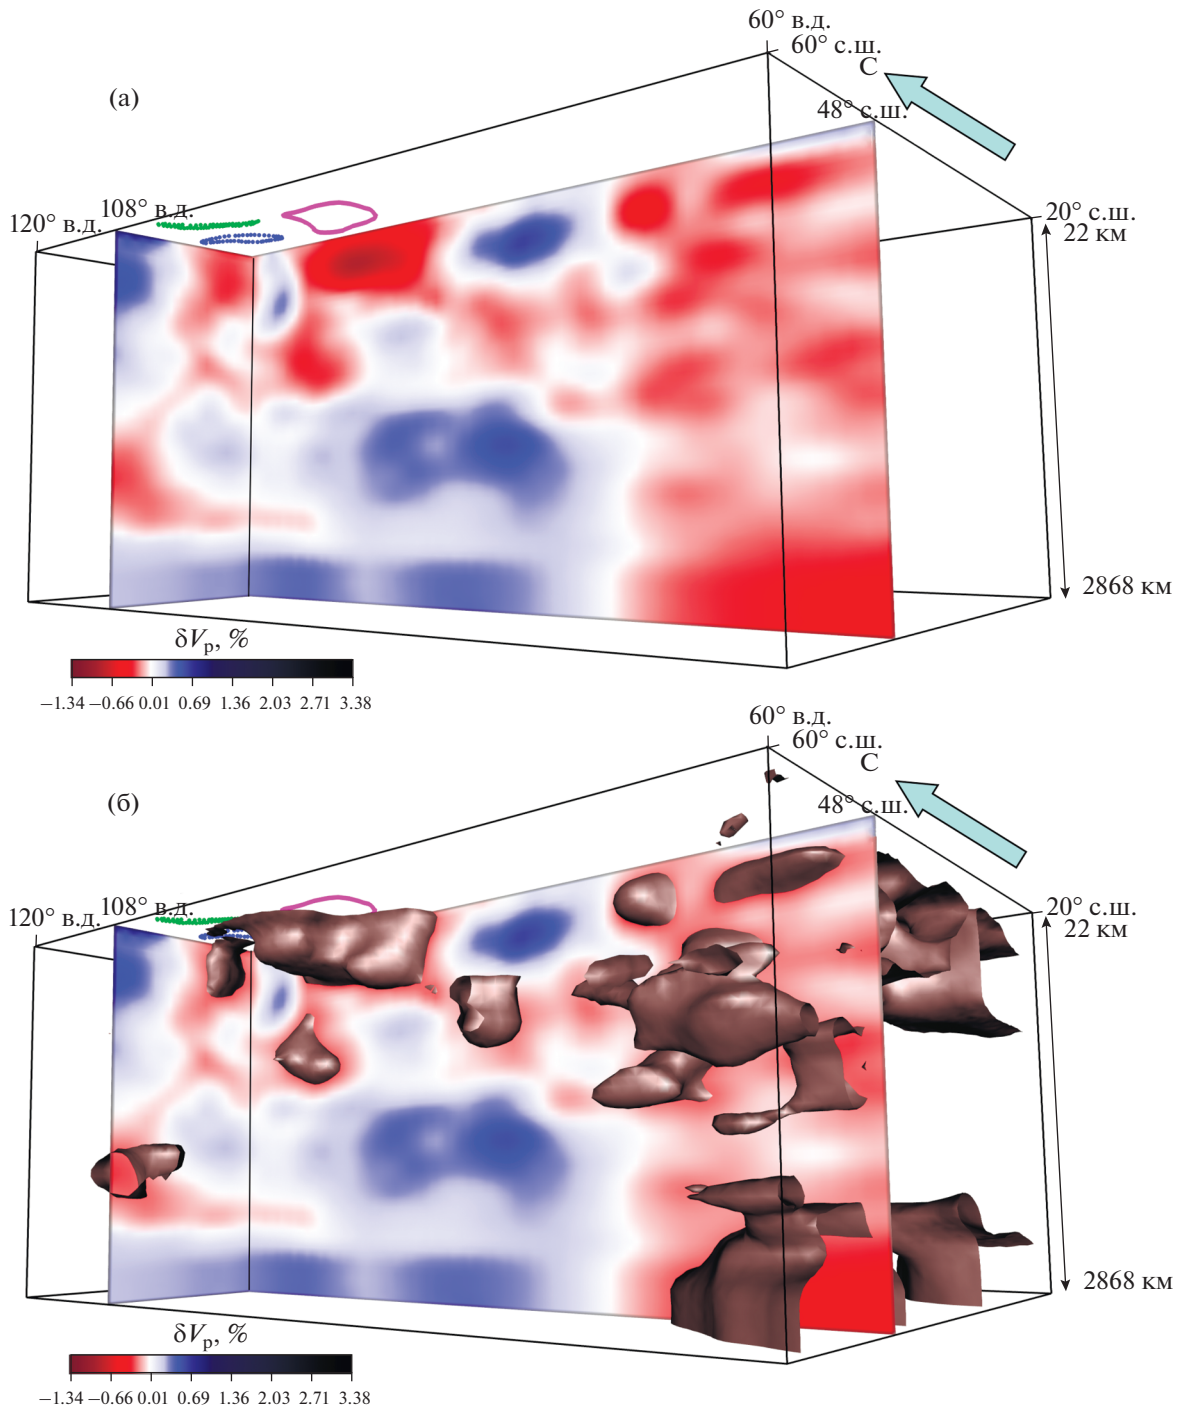 60° в.д.
60° с.ш.
С
(а)
48° с.ш.
108° в.д.
120° в.д.
20° с.ш.
22 км
2868 км
δVp, %
−1.34 −0.66 0.01 0.69 1.36 2.03 2.71 3.38
60° в.д.
60° с.ш.
С
(б)
48° с.ш.
108° в.д.
120° в.д.
20° с.ш.
22 км
2868 км
δVp, %
−1.34 −0.66 0.01 0.69 1.36 2.03 2.71 3.38